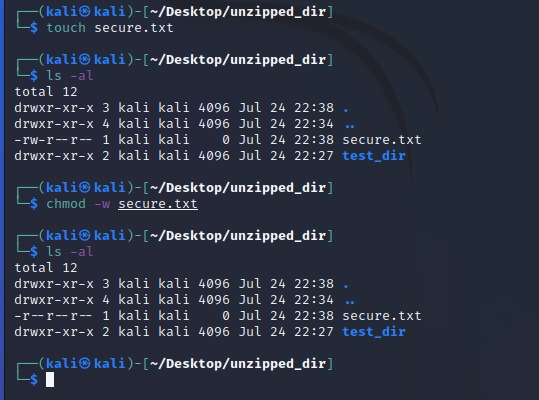 ┌──(kali㉿kali)-[~/Desktop/unzipped_dir]
└─$ touch secure.txt
┌──(kali㉿kali)-[~/Desktop/unzipped_dir]
└─$ ls -al
total 12
drwxr-xr-x 3 kali kali 4096 Jul 24 22:38 .
drwxr-xr-x 4 kali kali 4096 Jul 24 22:34 ..
-rw-r--r-- 1 kali kali    0 Jul 24 22:38 secure.txt
drwxr-xr-x 2 kali kali 4096 Jul 24 22:27 test_dir
┌──(kali㉿kali)-[~/Desktop/unzipped_dir]
└─$ chmod -w secure.txt
┌──(kali㉿kali)-[~/Desktop/unzipped_dir]
└─$ ls -al
total 12
drwxr-xr-x 3 kali kali 4096 Jul 24 22:38 .
drwxr-xr-x 4 kali kali 4096 Jul 24 22:34 ..
-r--r--r-- 1 kali kali    0 Jul 24 22:38 secure.txt
drwxr-xr-x 2 kali kali 4096 Jul 24 22:27 test_dir
┌──(kali㉿kali)-[~/Desktop/unzipped_dir]
└─$